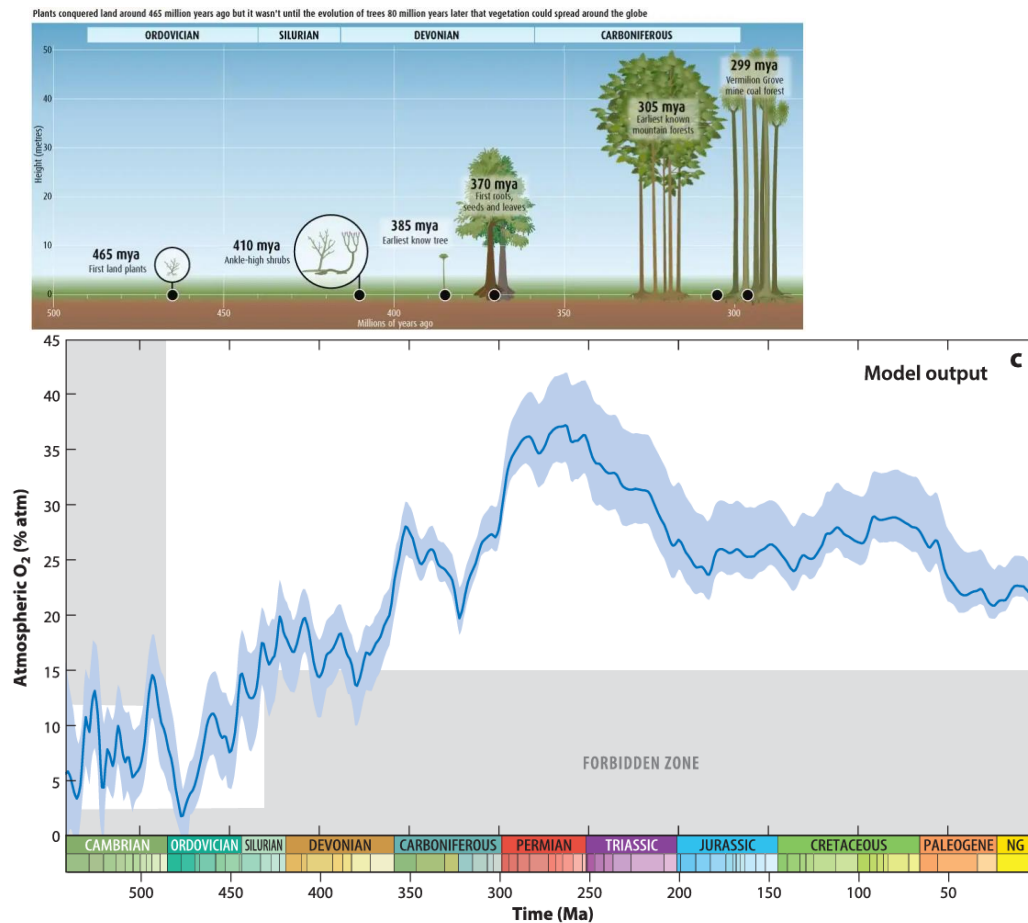 Plants conquered land around 465 million years ago but it wasn't until the evolution of trees 80 million years later that vegetation could spread around the globe
ORDOVICIAN SILURIAN DEVONIAN CARBONIFEROUS
50
40
30
20
10
0
Height (metres)
465 mya
First land plants
410 mya
Ankle-high shrubs
385 mya
Earliest know tree
370 mya
First roots,
seeds and leaves
305 mya
Earliest known
mountain forests
299 mya
Vermilion Grove
mine coal forest
500 450 400 350 300
Millions of years ago
C
Model output
45
40
35
30
25
20
15
10
5
0
Atmospheric O₂ (% atm)
FORBIDDEN ZONE
CAMBRIAN ORDOVICIAN SILURIAN DEVONIAN CARBONIFEROUS PERMIAN TRIASSIC JURASSIC CRETACEOUS PALEOGENE NG
500 450 400 350 300 250 200 150 100 50
Time (Ma)